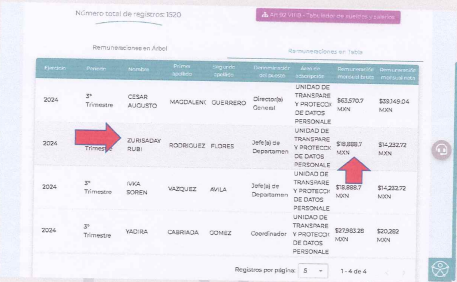 Número total de registros: 1520
Remuneraciones en Árbol
Remuneraciones en Tabla
Ejercicio Periodo Nombre Primer apellido Segundo apellido Denominación del puesto Área de adscripción Remuneración mensual bruta Remuneración mensual neta
2024 3° Trimestre CESAR AUGUSTO MAGDALENO GUERRERO Director(a) General UNIDAD DE TRANSPARE Y PROTECCI DE DATOS PERSONALE $63,570.7 MXN $39,149.04 MXN
2024 Trimestre ZURISADAY RUBI RODRIGUEZ FLORES Jefe(a) de Departamen UNIDAD DE TRANSPARE Y PROTECCI DE DATOS PERSONALE $18,888.7 MXN $14,232.72 MXN
2024 3° Trimestre IVKA SOREN VAZQUEZ AVILA Jefe(a) de Departamen UNIDAD DE TRANSPARE Y PROTECCI DE DATOS PERSONALE $18,888.7 MXN $14,232.72 MXN
2024 3° Trimestre YADIRA CABRIADA GOMEZ Coordinador UNIDAD DE TRANSPARE Y PROTECCI DE DATOS PERSONALE $27,983.28 MXN $20,282 MXN
Registros por página: 5 1 - 4 de 4